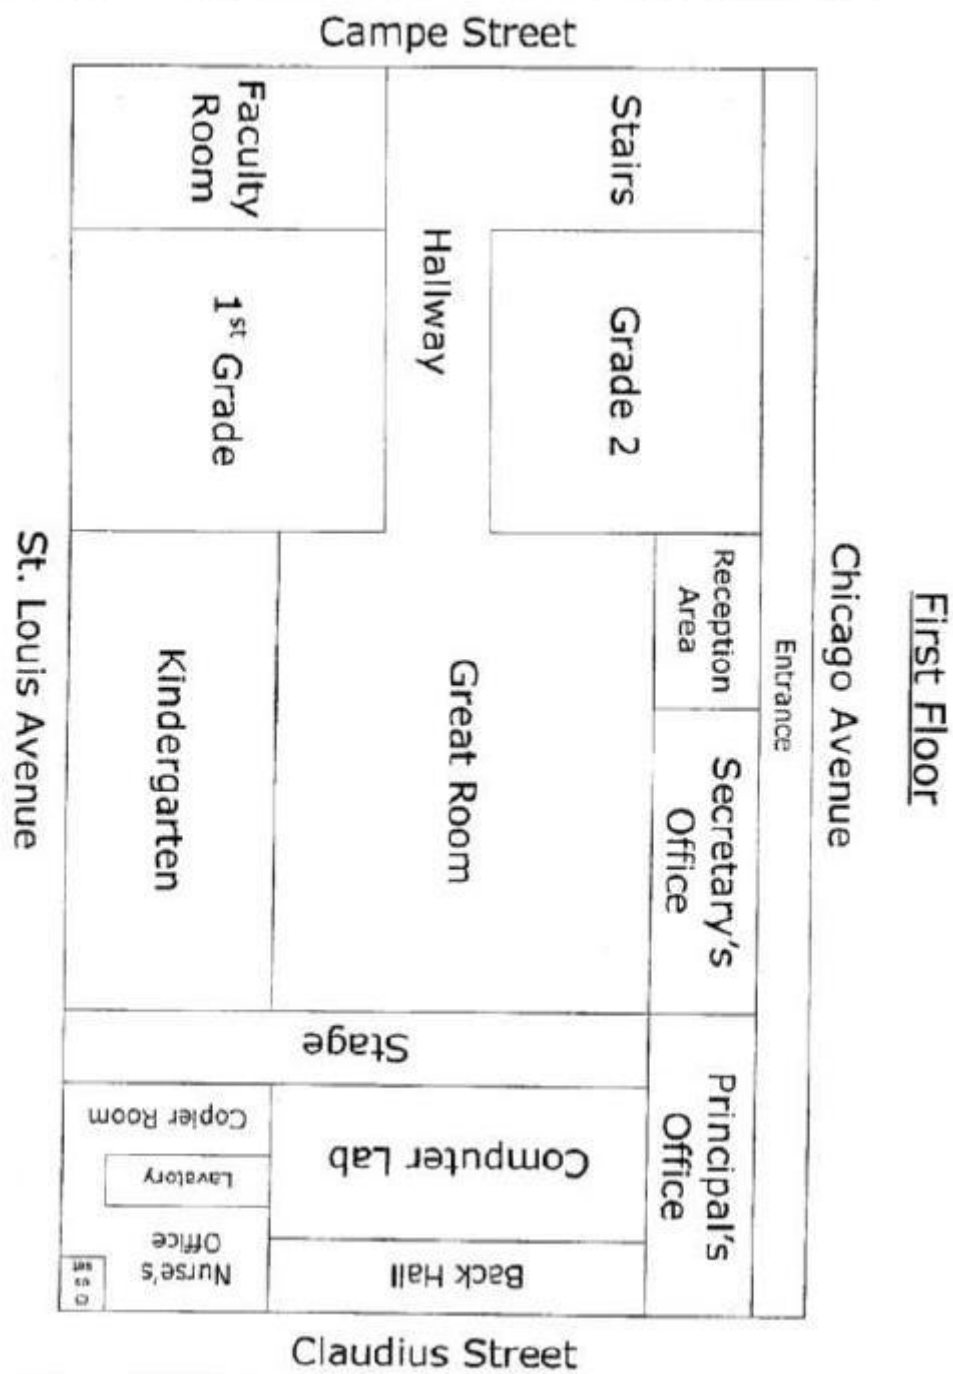 First Floor
Campe Street
Chicago Avenue
St. Louis Avenue
Claudius Street
Entrance
Stairs
Faculty
Room
Hallway
Grade 2
1st Grade
Reception
Area
Great Room
Kindergarten
Secretary's
Office
Stage
Principal's
Office
Copier Room
Computer Lab
Lavatory
Nurse's
Office
Back Hall